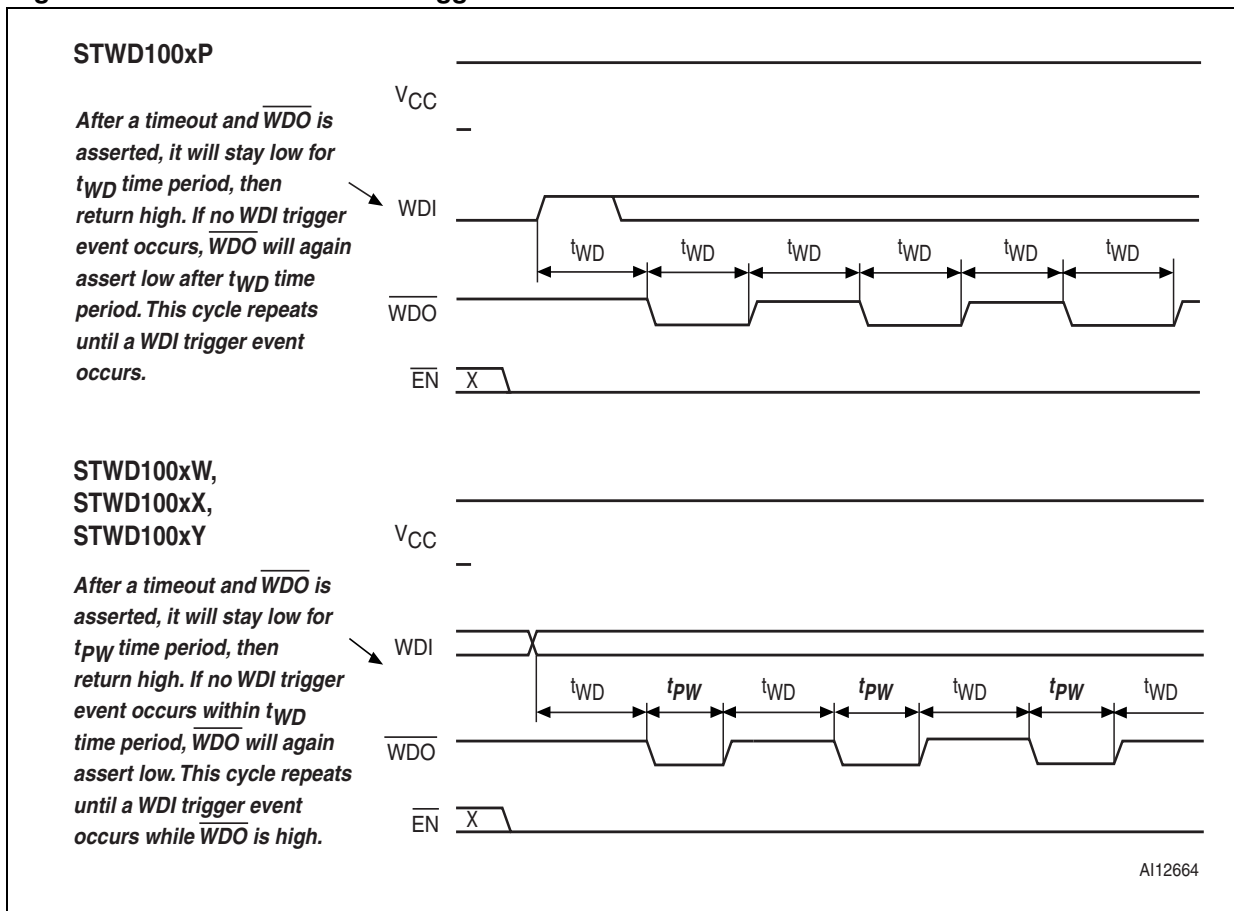 STWD100xP
After a timeout and WDO is
asserted, it will stay low for
tWD time period, then
return high. If no WDI trigger
event occurs, WDO will again
assert low after tWD time
period. This cycle repeats
until a WDI trigger event
occurs.
VCC
WDI
tWD tWD tWD tWD tWD tWD
WDO
EN X
STWD100xW,
STWD100xX,
STWD100xY
After a timeout and WDO is
asserted, it will stay low for
tPW time period, then
return high. If no WDI trigger
event occurs within tWD
time period, WDO will again
assert low. This cycle repeats
until a WDI trigger event
occurs while WDO is high.
VCC
WDI
tWD tPW tWD tPW tWD tPW tWD
WDO
EN X
AI12664